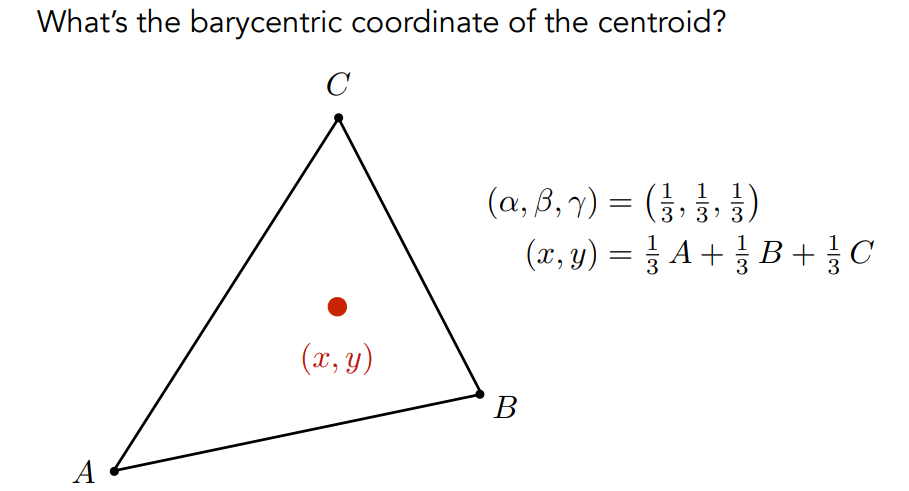 What's the barycentric coordinate of the centroid?
C
(α, β, γ) = (1/3, 1/3, 1/3)
(x, y) = 1/3 A + 1/3 B + 1/3 C
(x, y)
B
A